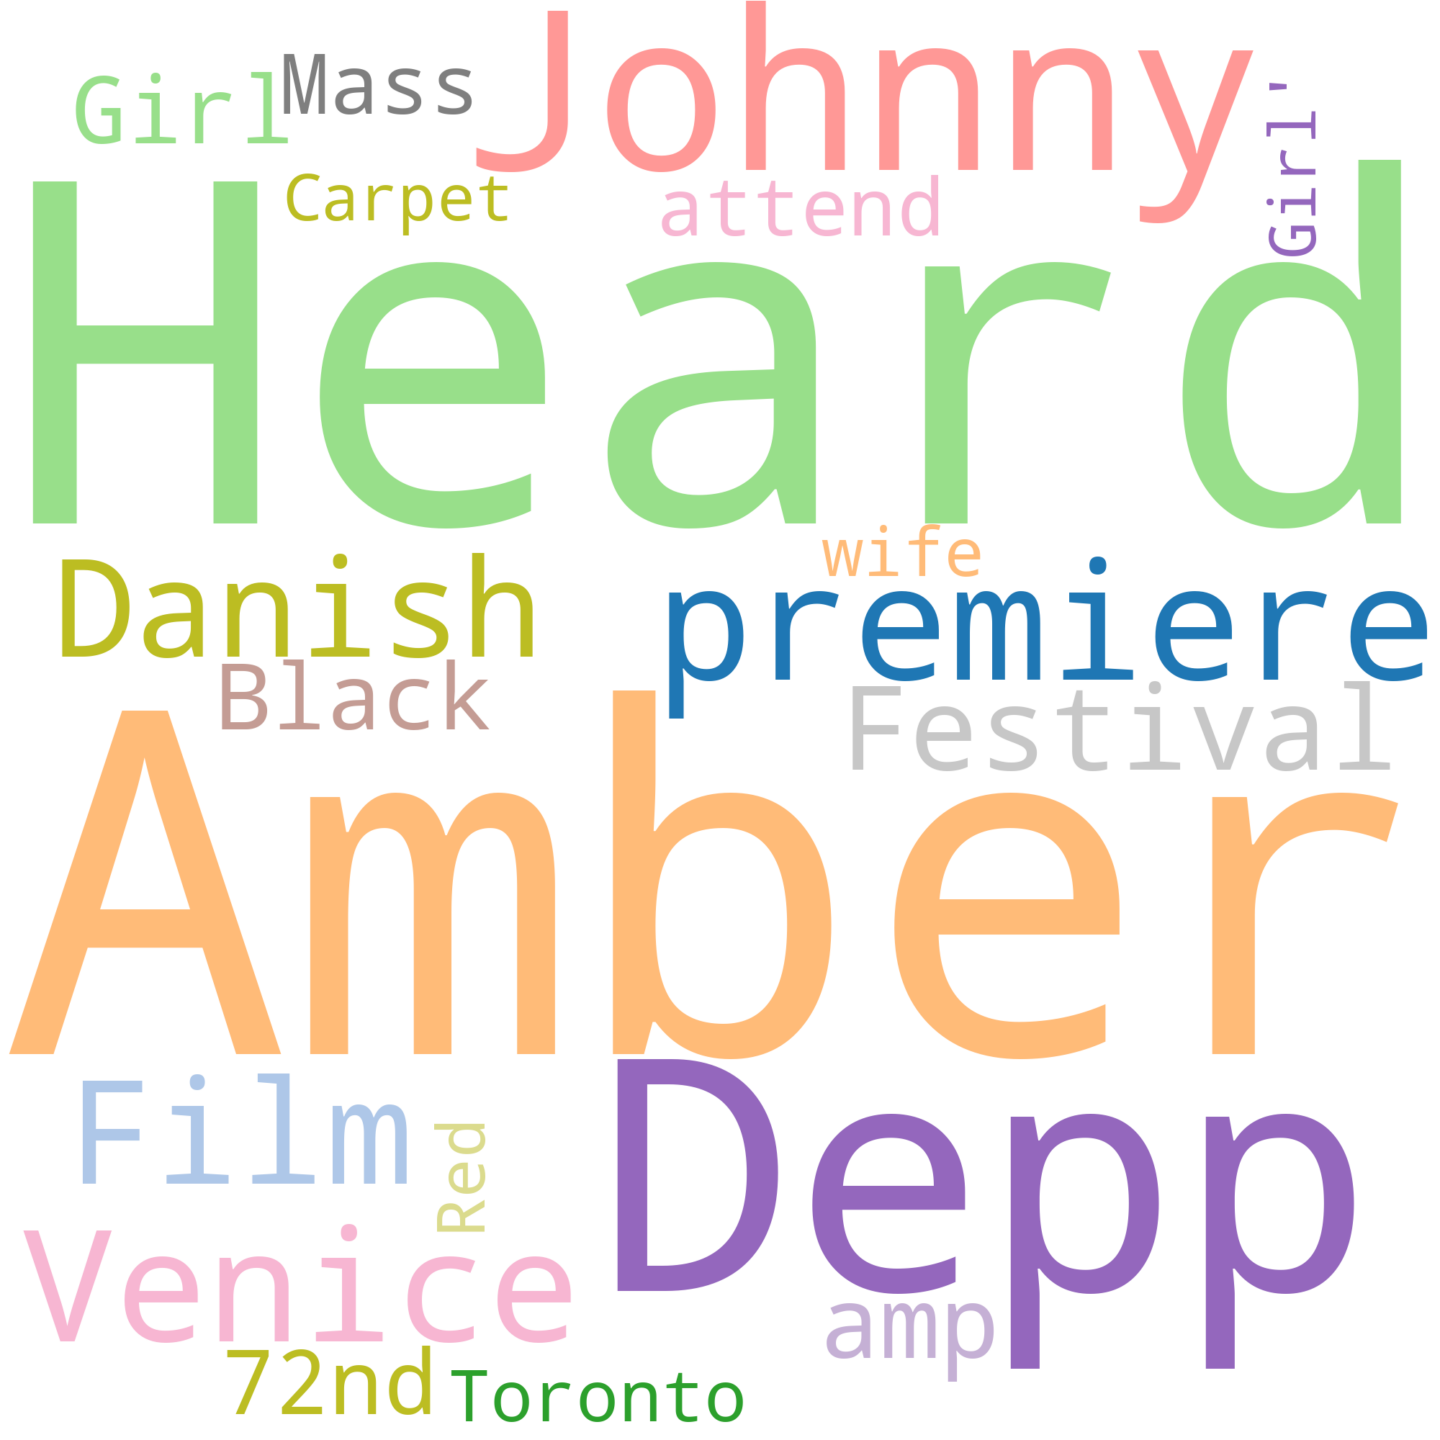 Johnny
Mass
Girl
Girl'
Carpet
attend
Heard
wife
Danish
premiere
Black
Festival
Amber
Depp
Film
Red
Venice
amp
72nd
Toronto